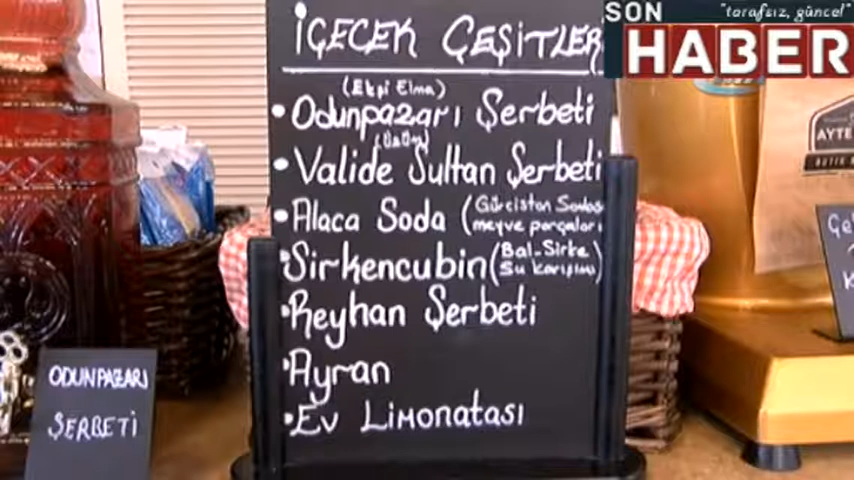 SON
"tarafsız, güncel"
HABER
İÇECEK ÇEŞİTLER
(Ekşi Elma)
• Odunpazarı Şerbeti
(Üzüm)
• Valide Sultan Şerbeti
• Alaca Soda (Gürcistan
meyve parçaları
• Sirkencubin (Bal-Sirke
Su karışımı)
• Reyhan Şerbeti
• Ayran
• Ev Limonatası
ODUNPAZARI
ŞERBETİ
AYTE